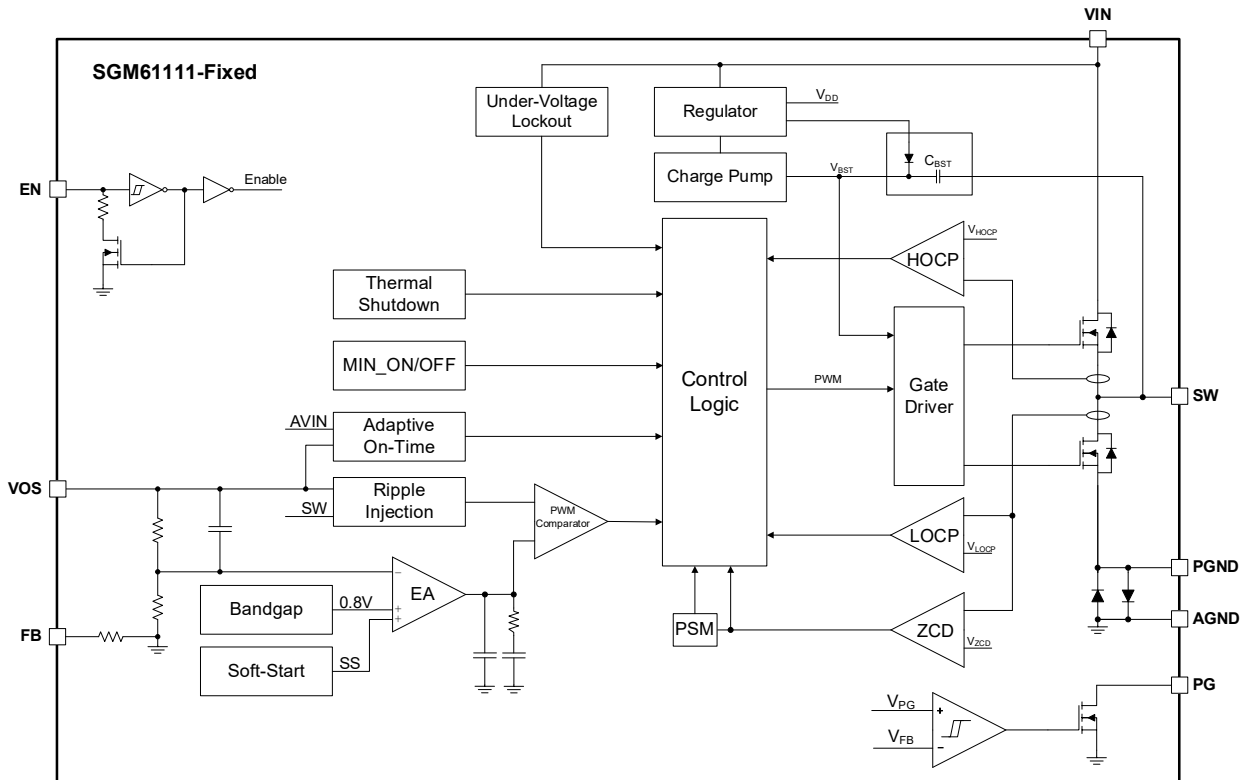 VIN
SGM61111-Fixed
Under-Voltage
Lockout
Regulator
VDD
Charge Pump
VBST
CBST
EN
Enable
VHOCP
HOCP
Thermal
Shutdown
MIN_ON/OFF
Control
Logic
PWM
Gate
Driver
SW
AVIN
Adaptive
On-Time
VOS
SW
Ripple
Injection
PWM
Comparator
LOCP
VLOCP
PGND
Bandgap
0.8V
−
+
+
EA
FB
Soft-Start
SS
PSM
ZCD
VZCD
AGND
PG
VPG
+
VFB
−